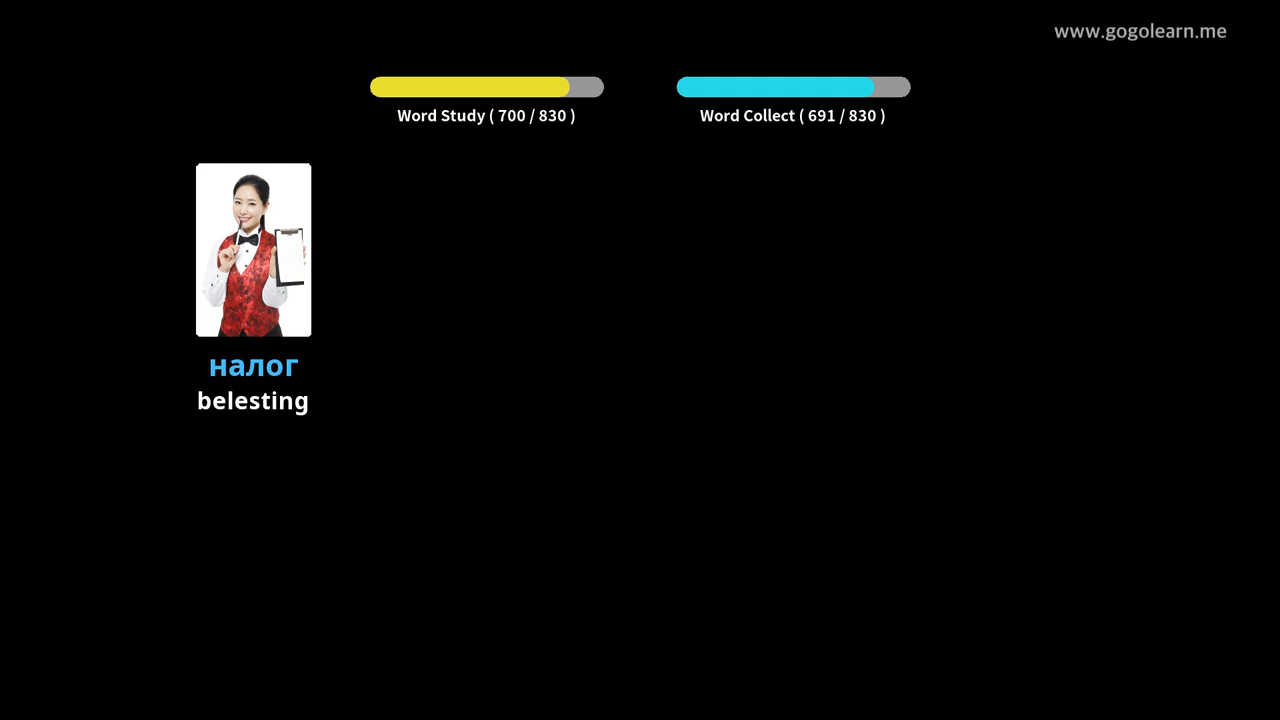 www.gogolearn.me
Word Study ( 700 / 830 )
Word Collect ( 691 / 830 )
налог
belesting